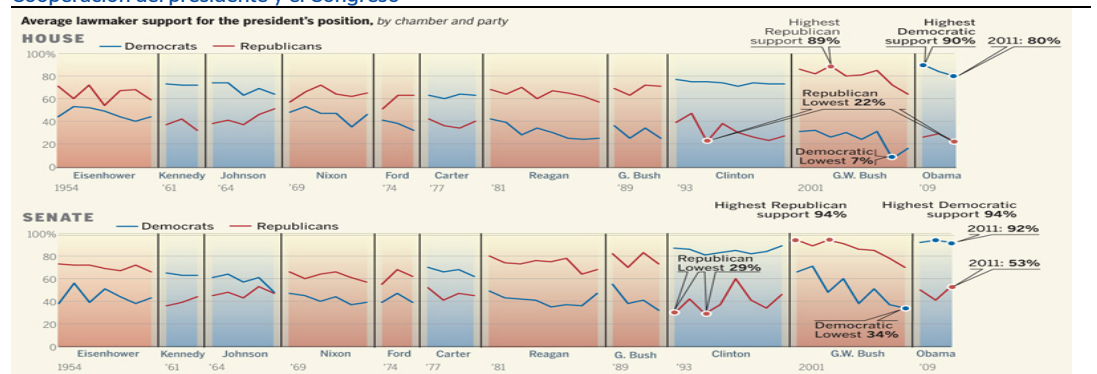 Cooperación del presidente y el Congreso
Average lawmaker support for the president's position, by chamber and party
HOUSE
Democrats Republicans
Highest
Republican
support 89%
Highest
Democratic
support 90%
2011: 80%
100%
80
60
40
20
0
Republican
Lowest 22%
Democratic
Lowest 7%
Eisenhower Kennedy Johnson Nixon Ford Carter Reagan G. Bush Clinton G.W. Bush Obama
1954 '61 '64 '69 '74 '77 '81 '89 '93 2001 '09
SENATE
Democrats Republicans
Highest Republican
support 94%
Highest Democratic
support 94%
2011: 92%
100%
80
60
40
20
0
Republican
Lowest 29%
2011: 53%
Democratic
Lowest 34%
Eisenhower Kennedy Johnson Nixon Ford Carter Reagan G. Bush Clinton G.W. Bush Obama
1954 '61 '64 '69 '74 '77 '81 '89 '93 2001 '09